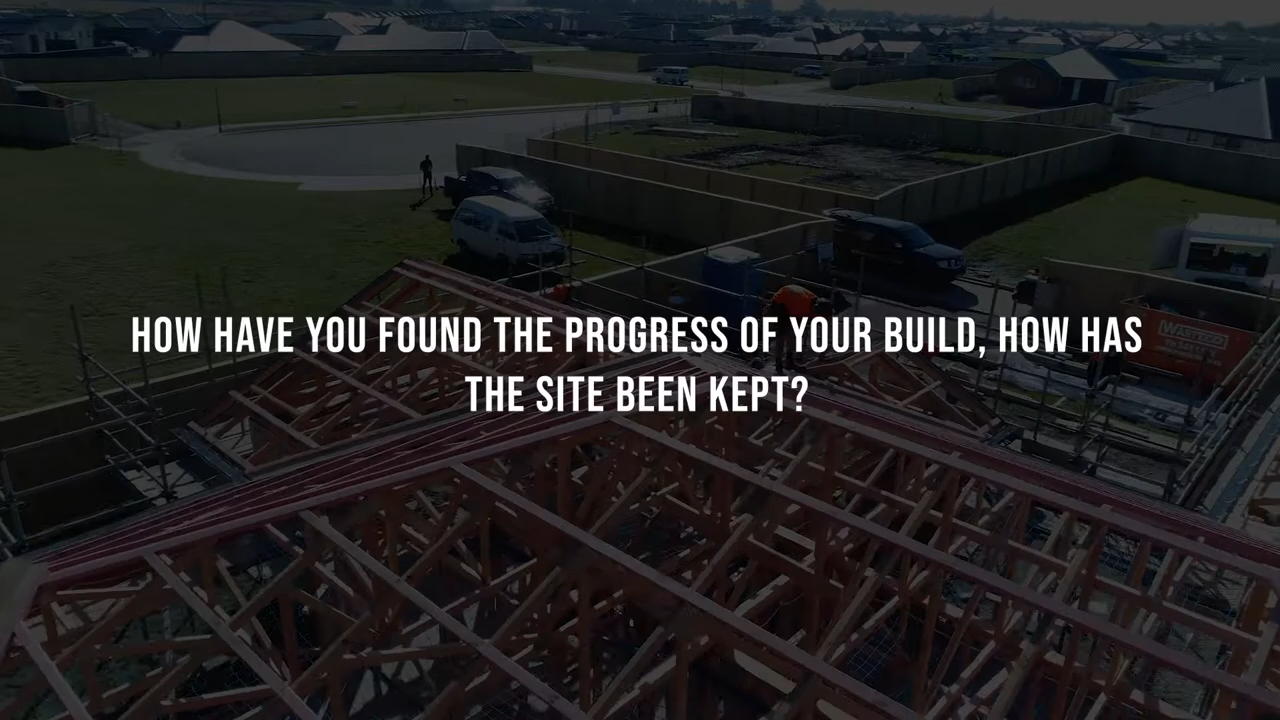 HOW HAVE YOU FOUND THE PROGRESS OF YOUR BUILD, HOW HAS
THE SITE BEEN KEPT?